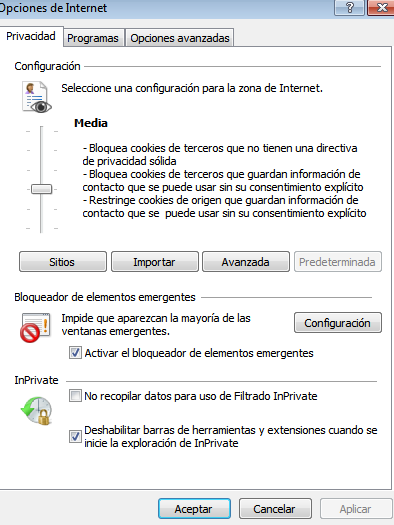 Opciones de Internet
Privacidad
Programas
Opciones avanzadas
Configuración
Seleccione una configuración para la zona de Internet.
Media
- Bloquea cookies de terceros que no tienen una directiva
de privacidad sólida
- Bloquea cookies de terceros que guardan información de
contacto que se puede usar sin su consentimiento explícito
- Restringe cookies de origen que guardan información de
contacto que se puede usar sin su consentimiento explícito
Sitios
Importar
Avanzada
Predeterminada
Bloqueador de elementos emergentes
Impide que aparezcan la mayoría de las
ventanas emergentes.
Configuración
Activar el bloqueador de elementos emergentes
InPrivate
No recopilar datos para uso de Filtrado InPrivate
Deshabilitar barras de herramientas y extensiones cuando se
inicie la exploración de InPrivate
Aceptar
Cancelar
Aplicar